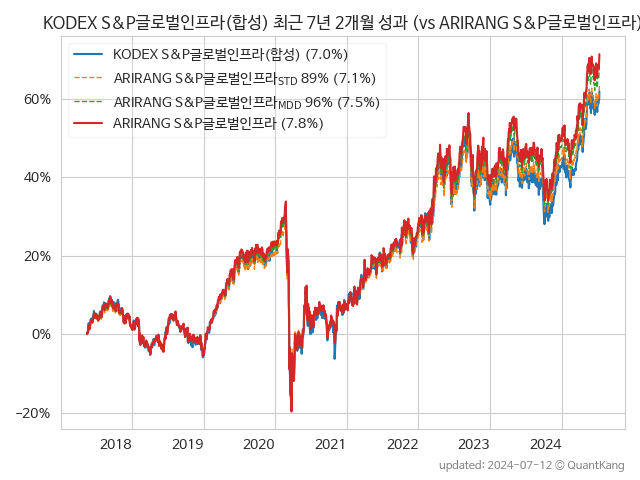 KODEX S&P글로벌인프라(합성) 최근 7년 2개월 성과 (vs ARIRANG S&P글로벌인프라)
KODEX S&P글로벌인프라(합성) (7.0%)
ARIRANG S&P글로벌인프라STD 89% (7.1%)
ARIRANG S&P글로벌인프라MDD 96% (7.5%)
ARIRANG S&P글로벌인프라 (7.8%)
60%
40%
20%
0%
−20%
2018 2019 2020 2021 2022 2023 2024
updated: 2024-07-12 © QuantKang